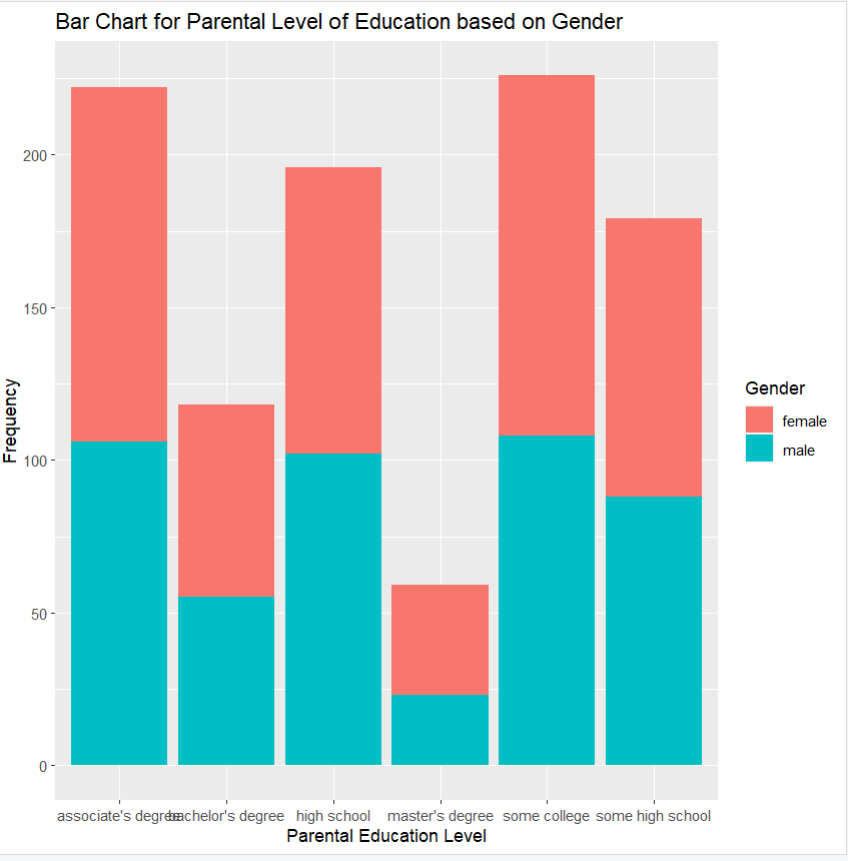 Bar Chart for Parental Level of Education based on Gender
200
150
100
50
0
Frequency
associate's degree bachelor's degree high school master's degree some college some high school
Parental Education Level
Gender
female
male